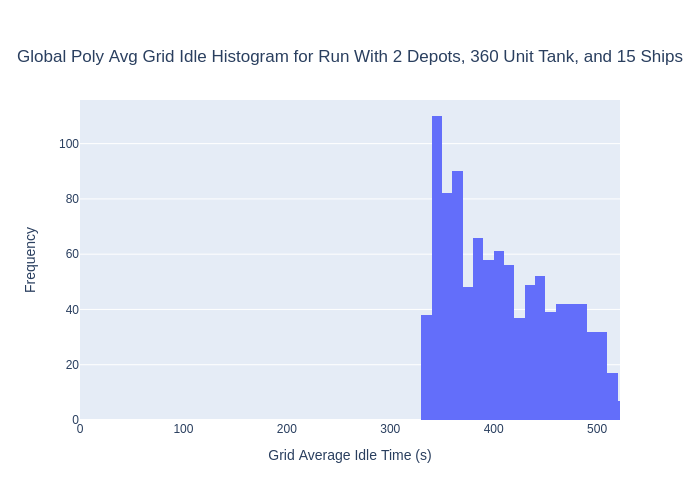 Global Poly Avg Grid Idle Histogram for Run With 2 Depots, 360 Unit Tank, and 15 Ships
100
80
60
40
20
0
Frequency
0 100 200 300 400 500
Grid Average Idle Time (s)